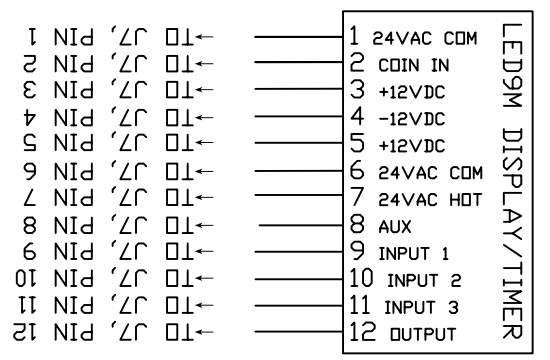 TO J7, PIN 1
TO J7, PIN 2
TO J7, PIN 3
TO J7, PIN 4
TO J7, PIN 5
TO J7, PIN 6
TO J7, PIN 7
TO J7, PIN 8
TO J7, PIN 9
TO J7, PIN 10
TO J7, PIN 11
TO J7, PIN 12
1 24VAC COM
2 COIN IN
3 +12VDC
4 -12VDC
5 +12VDC
6 24VAC COM
7 24VAC HOT
8 AUX
9 INPUT 1
10 INPUT 2
11 INPUT 3
12 OUTPUT
LED9M DISPLAY/TIMER